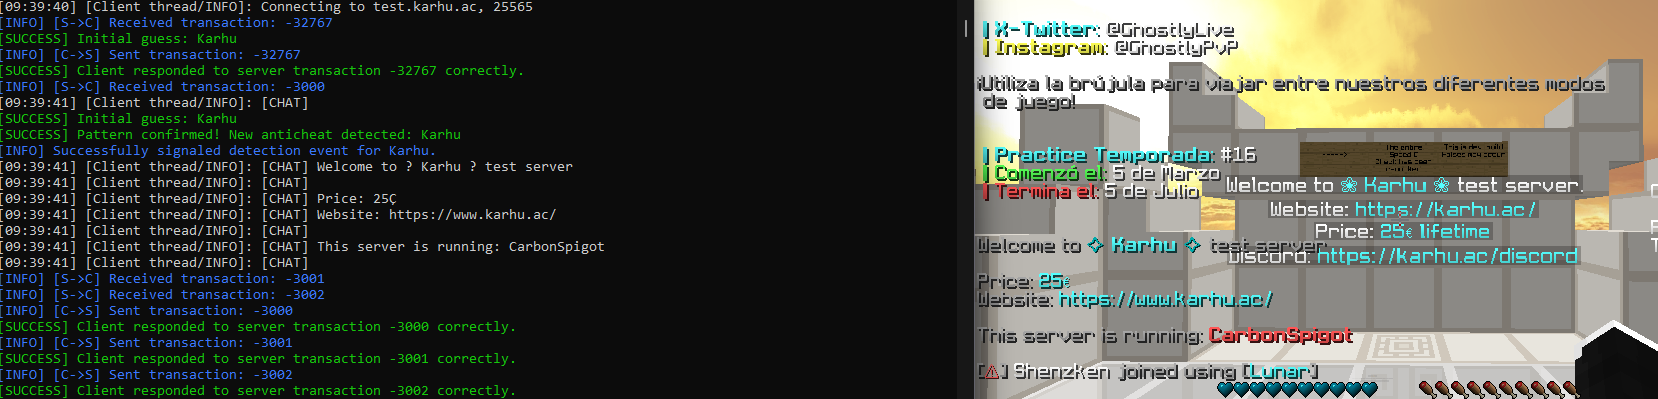 [09:39:40] [Client thread/INFO]: Connecting to test.karhu.ac, 25565
[INFO] [S->C] Received transaction: -32767
[SUCCESS] Initial guess: Karhu
[INFO] [C->S] Sent transaction: -32767
[SUCCESS] Client responded to server transaction -32767 correctly.
[INFO] [S->C] Received transaction: -3000
[09:39:41] [Client thread/INFO]: [CHAT]
[SUCCESS] Initial guess: Karhu
[SUCCESS] Pattern confirmed! New anticheat detected: Karhu
[INFO] Successfully signaled detection event for Karhu.
[09:39:41] [Client thread/INFO]: [CHAT] Welcome to ? Karhu ? test server
[09:39:41] [Client thread/INFO]: [CHAT]
[09:39:41] [Client thread/INFO]: [CHAT] Price: 25Ç
[09:39:41] [Client thread/INFO]: [CHAT] Website: https://www.karhu.ac/
[09:39:41] [Client thread/INFO]: [CHAT]
[09:39:41] [Client thread/INFO]: [CHAT] This server is running: CarbonSpigot
[09:39:41] [Client thread/INFO]: [CHAT]
[INFO] [S->C] Received transaction: -3001
[INFO] [S->C] Received transaction: -3002
[INFO] [C->S] Sent transaction: -3000
[SUCCESS] Client responded to server transaction -3000 correctly.
[INFO] [C->S] Sent transaction: -3001
[SUCCESS] Client responded to server transaction -3001 correctly.
[INFO] [C->S] Sent transaction: -3002
[SUCCESS] Client responded to server transaction -3002 correctly.
| X-Twitter: @GhostlyLive
| Instagram: @GhostlyPvP
¡Utiliza la brújula para viajar entre nuestros diferentes modos
de juego!
| Practice Temporada: #16
| Comenzó el: 5 de Marzo
| Termina el: 5 de Julio
Welcome to ✧ Karhu ✧ test server
Price: 25€
Website: https://www.karhu.ac/
This server is running: CarbonSpigot
[⚠] Shenzken joined using [Lunar]
Welcome to ❀ Karhu ❀ test server.
Website: https://karhu.ac/
Price: 25€ lifetime
Discord: https://karhu.ac/discord